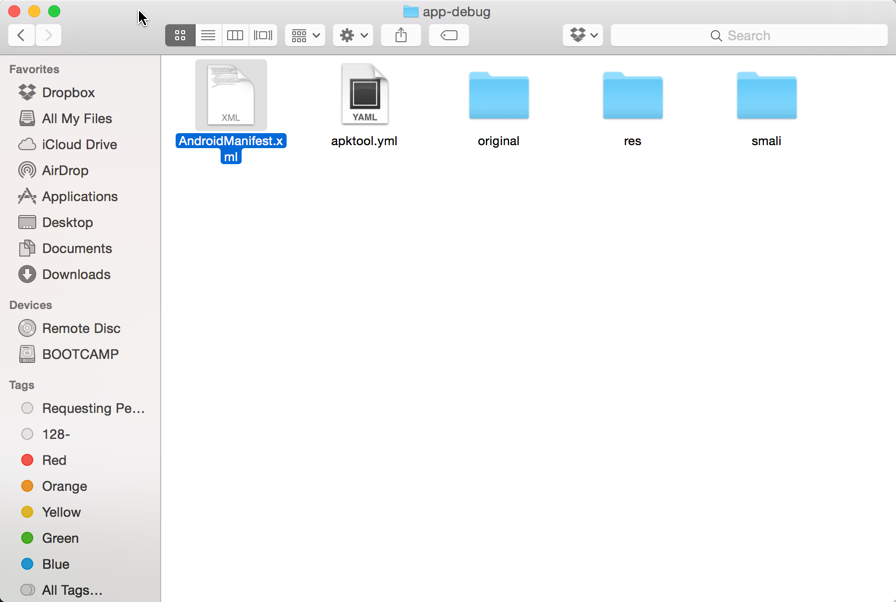 app-debug
Search
Favorites
Dropbox
All My Files
iCloud Drive
AirDrop
Applications
Desktop
Documents
Downloads
Devices
Remote Disc
BOOTCAMP
Tags
Requesting Pe...
128-
Red
Orange
Yellow
Green
Blue
All Tags...
XML
AndroidManifest.x
ml
YAML
apktool.yml
original
res
smali